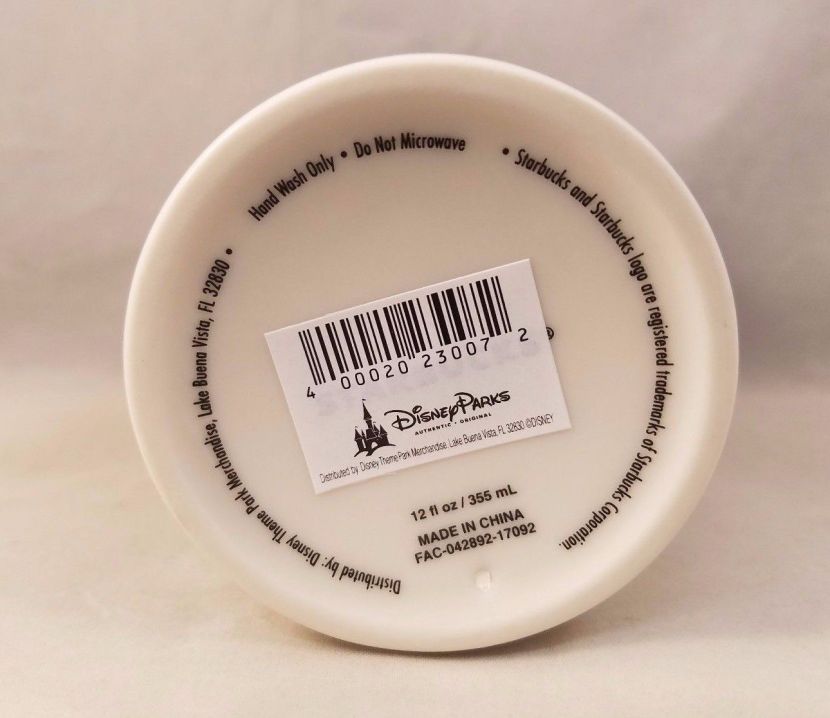 Hand Wash Only • Do Not Microwave
• Starbucks and Starbucks logo are registered trademarks of Starbucks Corporation.
Distributed by: Disney Theme Park Merchandise, Lake Buena Vista, FL 32830 •
4 00020 23007 2
®
Disney Parks
AUTHENTIC • ORIGINAL
Distributed by Disney Theme Park Merchandise, Lake Buena Vista, FL 32830 ©DISNEY
12 fl oz / 355 mL
MADE IN CHINA
FAC-042892-17092